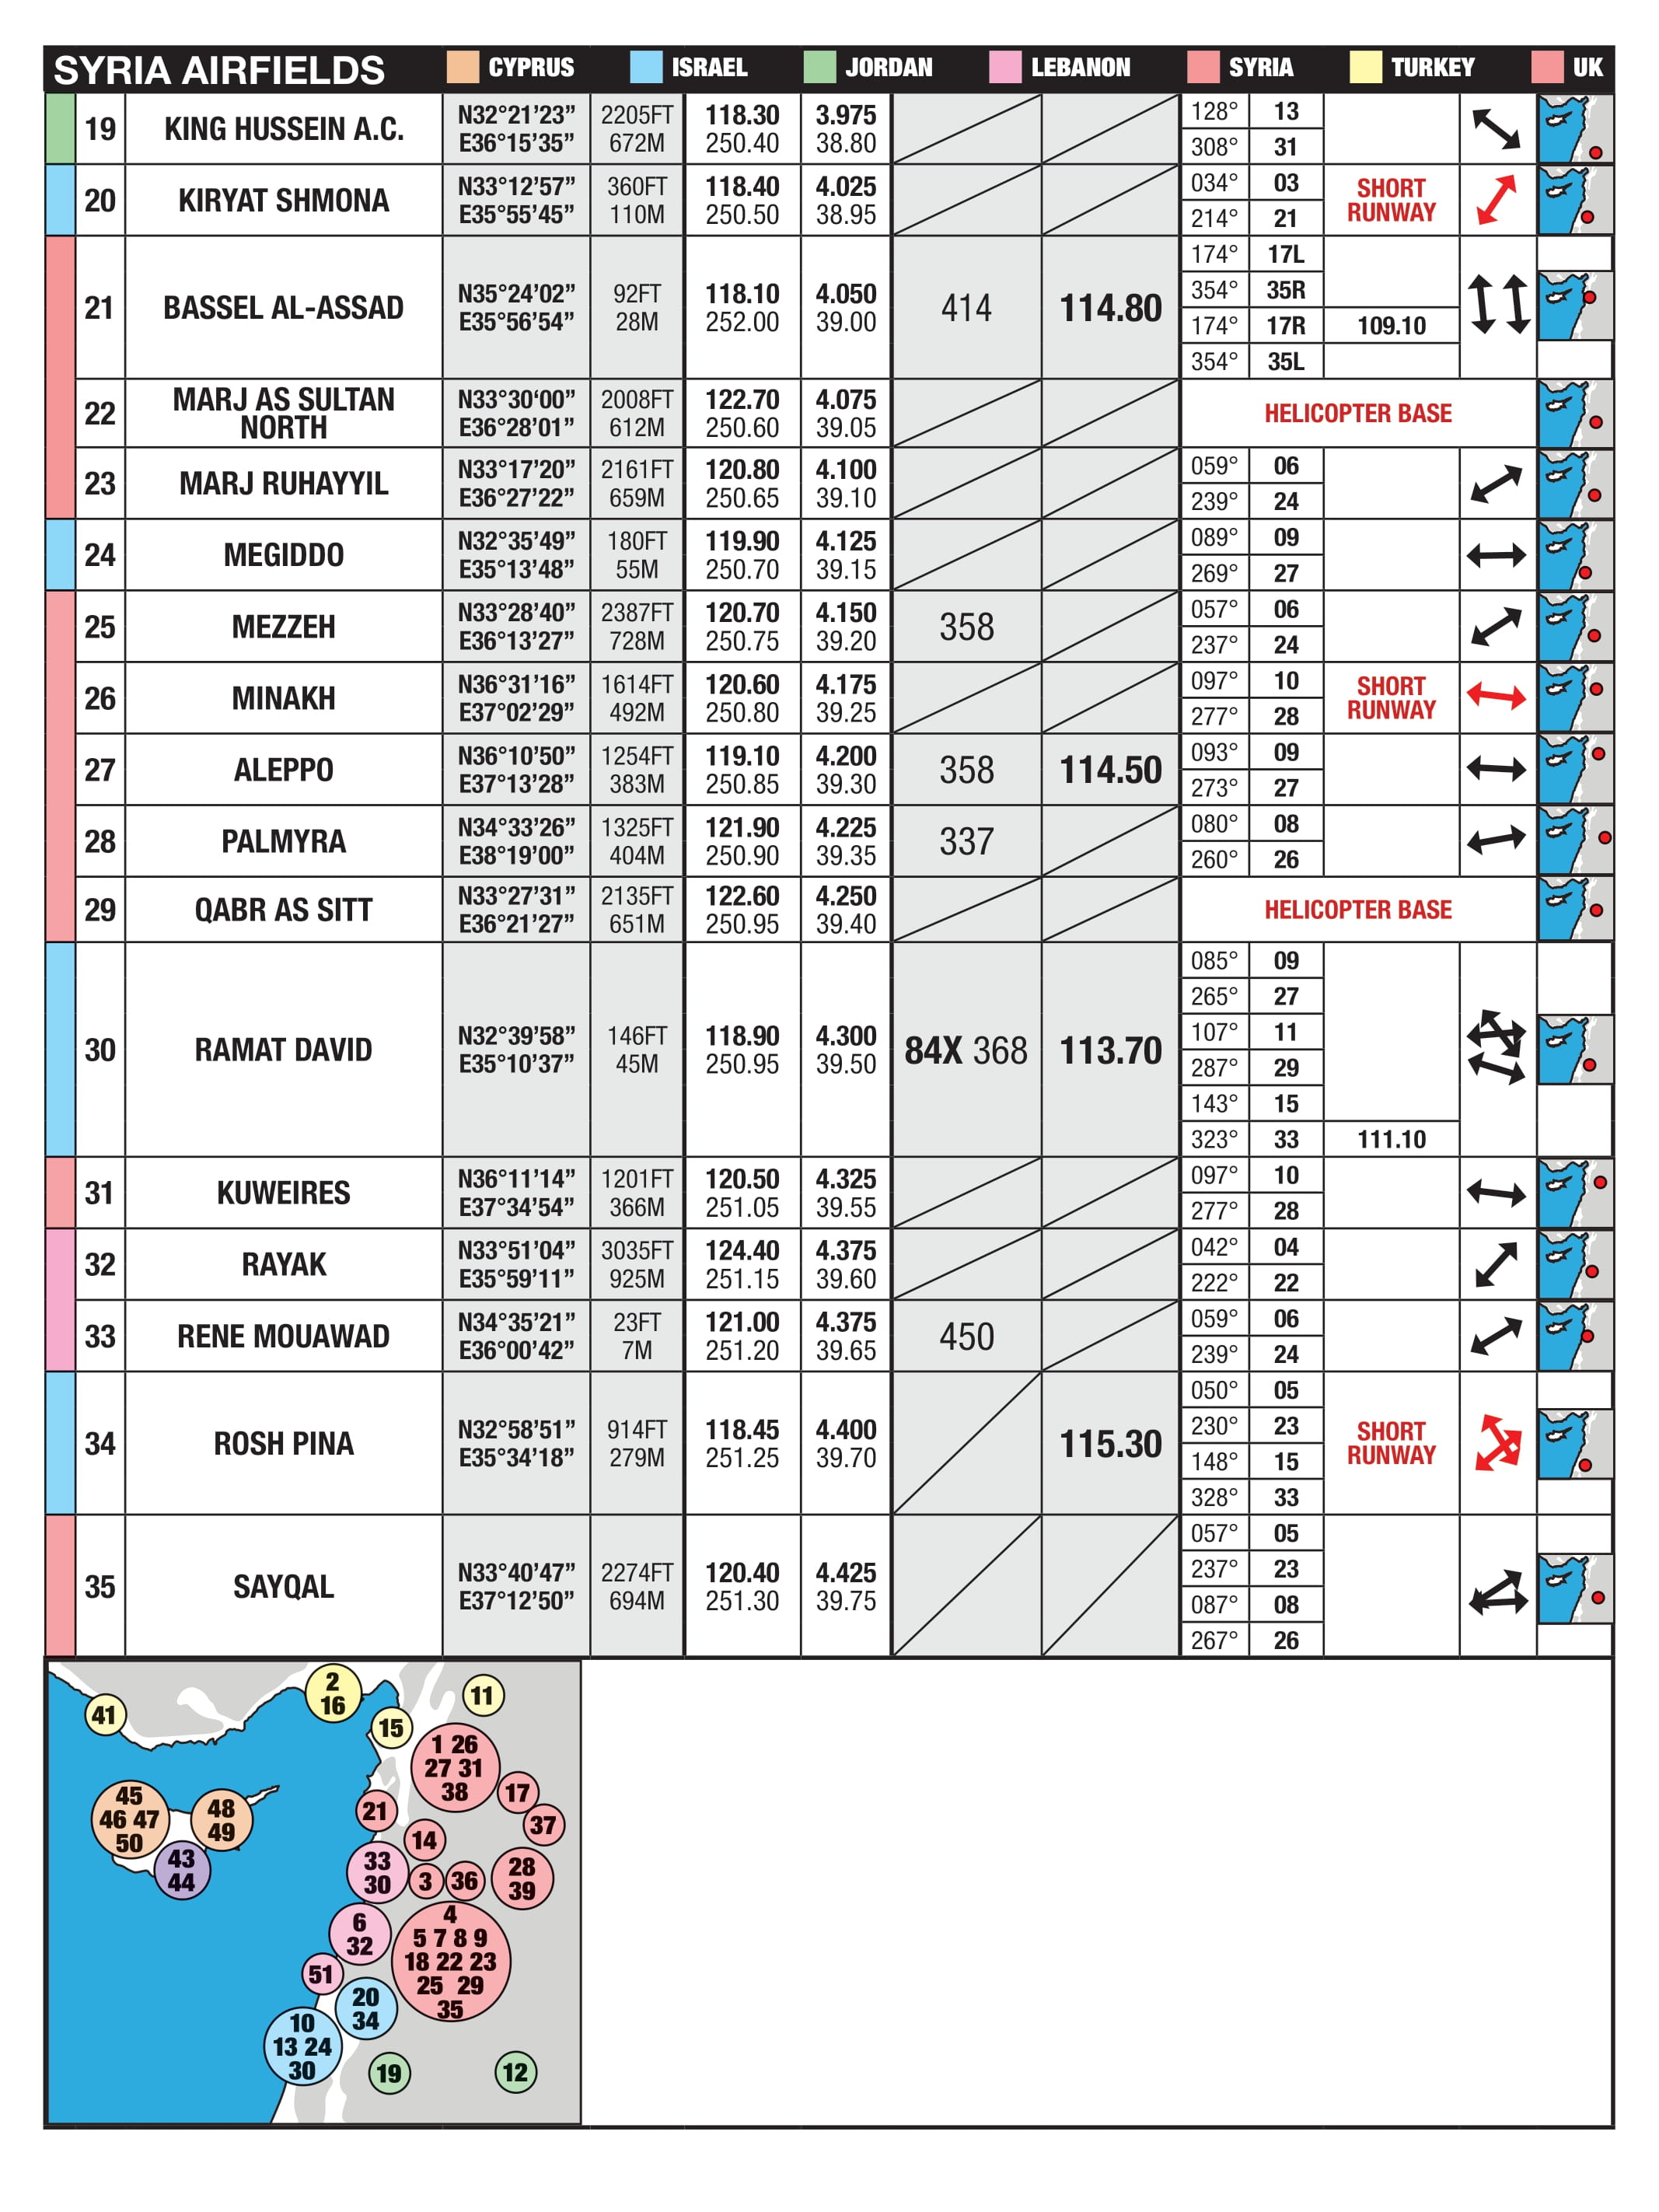 SYRIA AIRFIELDS CYPRUS ISRAEL JORDAN LEBANON SYRIA TURKEY UK
19 KING HUSSEIN A.C. N32°21’23” E36°15’35” 2205FT 672M 118.30 250.40 3.975 38.80 128° 13 308° 31
20 KIRYAT SHMONA N33°12’57” E35°55’45” 360FT 110M 118.40 250.50 4.025 38.95 034° 03 214° 21 SHORT RUNWAY
21 BASSEL AL-ASSAD N35°24’02” E35°56’54” 92FT 28M 118.10 252.00 4.050 39.00 414 114.80 174° 17L 354° 35R 174° 17R 109.10 354° 35L
22 MARJ AS SULTAN NORTH N33°30‘00” E36°28’01” 2008FT 612M 122.70 250.60 4.075 39.05 HELICOPTER BASE
23 MARJ RUHAYYIL N33°17’20” E36°27’22” 2161FT 659M 120.80 250.65 4.100 39.10 059° 06 239° 24
24 MEGIDDO N32°35’49” E35°13’48” 180FT 55M 119.90 250.70 4.125 39.15 089° 09 269° 27
25 MEZZEH N33°28’40” E36°13’27” 2387FT 728M 120.70 250.75 4.150 39.20 358 057° 06 237° 24
26 MINAKH N36°31’16” E37°02’29” 1614FT 492M 120.60 250.80 4.175 39.25 097° 10 277° 28 SHORT RUNWAY
27 ALEPPO N36°10’50” E37°13’28” 1254FT 383M 119.10 250.85 4.200 39.30 358 114.50 093° 09 273° 27
28 PALMYRA N34°33’26” E38°19’00” 1325FT 404M 121.90 250.90 4.225 39.35 337 080° 08 260° 26
29 QABR AS SITT N33°27’31” E36°21’27” 2135FT 651M 122.60 250.95 4.250 39.40 HELICOPTER BASE
30 RAMAT DAVID N32°39’58” E35°10’37” 146FT 45M 118.90 250.95 4.300 39.50 84X 368 113.70 085° 09 265° 27 107° 11 287° 29 143° 15 323° 33 111.10
31 KUWEIRES N36°11’14” E37°34’54” 1201FT 366M 120.50 251.05 4.325 39.55 097° 10 277° 28
32 RAYAK N33°51’04” E35°59’11” 3035FT 925M 124.40 251.15 4.375 39.60 042° 04 222° 22
33 RENE MOUAWAD N34°35’21” E36°00’42” 23FT 7M 121.00 251.20 4.375 39.65 450 059° 06 239° 24
34 ROSH PINA N32°58’51” E35°34’18” 914FT 279M 118.45 251.25 4.400 39.70 115.30 050° 05 230° 23 148° 15 328° 33 SHORT RUNWAY
35 SAYQAL N33°40’47” E37°12’50” 2274FT 694M 120.40 251.30 4.425 39.75 057° 05 237° 23 087° 08 267° 26
2
16
11
41
15
1 26
27 31
38
17
37
45
46 47
50
48
49
43
44
21
14
33
30
3
36
28
39
6
32
4
5 7 8 9
18 22 23
25 29
35
51
20
34
10
13 24
30
19
12